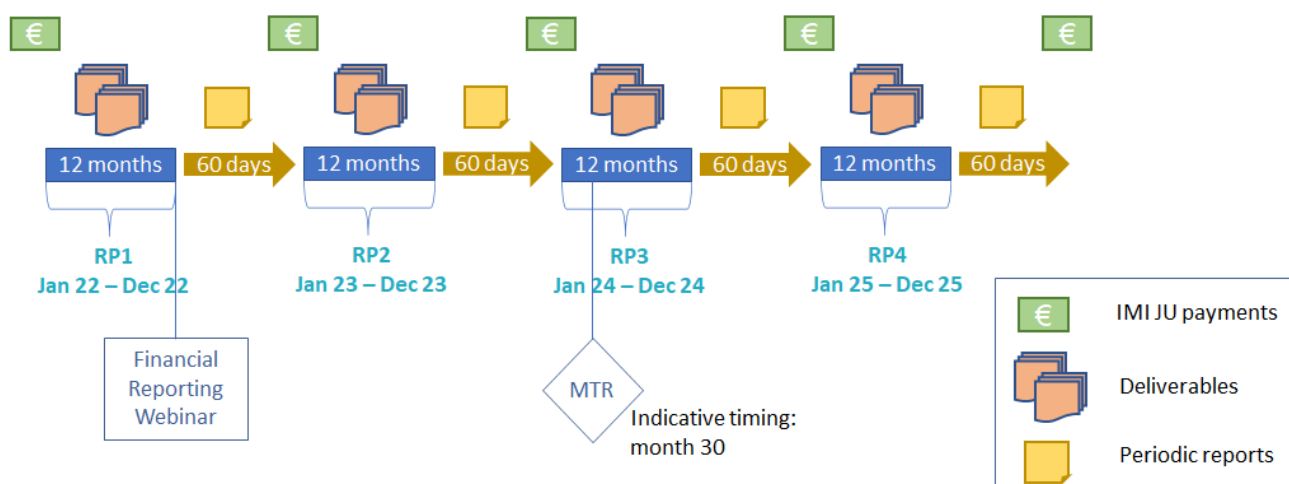 €
€
€
€
€
12 months
60 days
12 months
60 days
12 months
60 days
12 months
60 days
RP1
Jan 22 – Dec 22
RP2
Jan 23 – Dec 23
RP3
Jan 24 – Dec 24
RP4
Jan 25 – Dec 25
Financial
Reporting
Webinar
MTR
Indicative timing:
month 30
€
IMI JU payments
Deliverables
Periodic reports